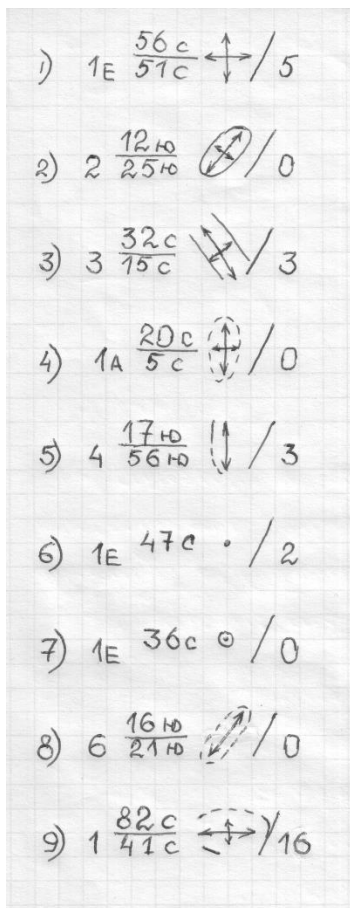 1) 1Е 56с/51с /5
2) 2 12ю/25ю /0
3) 3 32с/15с /3
4) 1А 20с/5с /0
5) 4 17ю/56ю /3
6) 1Е 47с · /2
7) 1Е 36с ⊙ /0
8) 6 16ю/21ю /0
9) 1 82с/41с /16